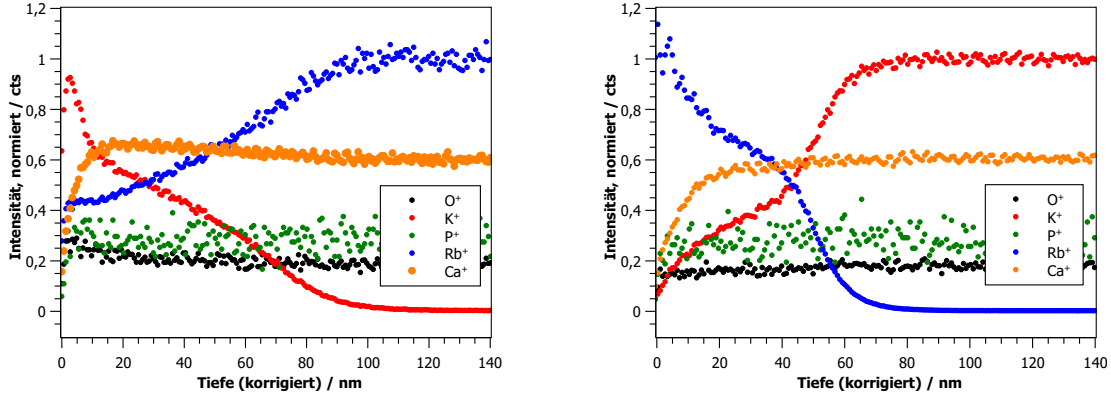 1,2
1
0,8
0,6
0,4
0,2
0
Intensität, normiert / cts
0 20 40 60 80 100 120 140
Tiefe (korrigiert) / nm
O⁺
K⁺
P⁺
Rb⁺
Ca⁺
1,2
1
0,8
0,6
0,4
0,2
0
Intensität, normiert / cts
0 20 40 60 80 100 120 140
Tiefe (korrigiert) / nm
O⁺
K⁺
P⁺
Rb⁺
Ca⁺